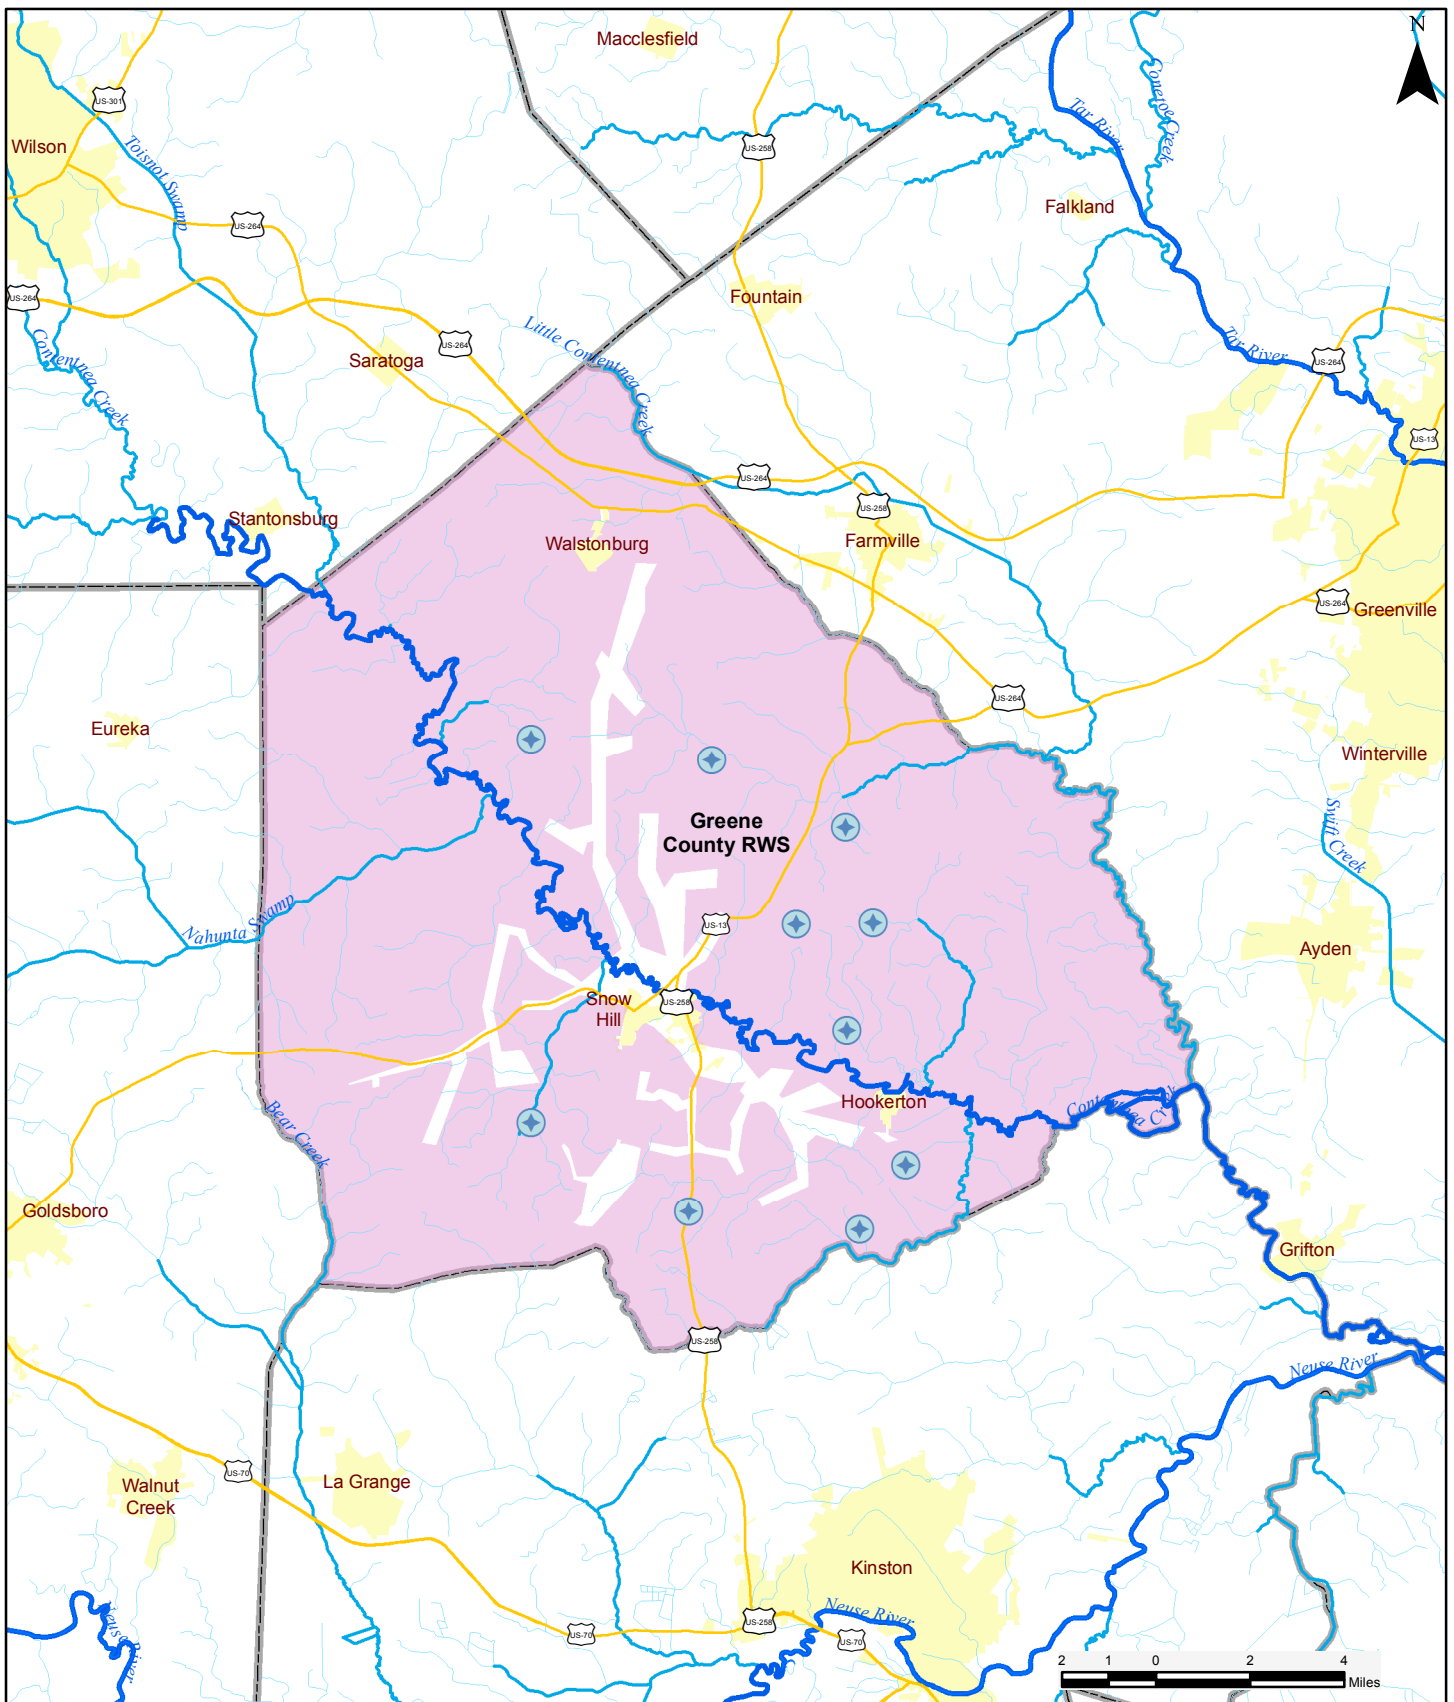 N
Macclesfield
US-301
Conetoe Creek
Tar River
Wilson
US-258
Toisnot Swamp
Falkland
US-264
US-264
Fountain
Little Contentnea Creek
Contentnea Creek
US-264
Saratoga
Tar River
US-264
US-13
US-264
US-258
Stantonsburg
Walstonburg
Farmville
US-264
Greenville
US-264
Eureka
Winterville
Swift Creek
Greene
County RWS
Nahunta Swamp
US-13
Ayden
Snow
Hill
US-258
Hookerton
Contentnea Creek
Bear Creek
Goldsboro
Grifton
US-258
Neuse River
US-70
Walnut
Creek
La Grange
Kinston
Neuse River
Neuse River
US-258
US-70
US-70
2 1 0 2 4
Miles